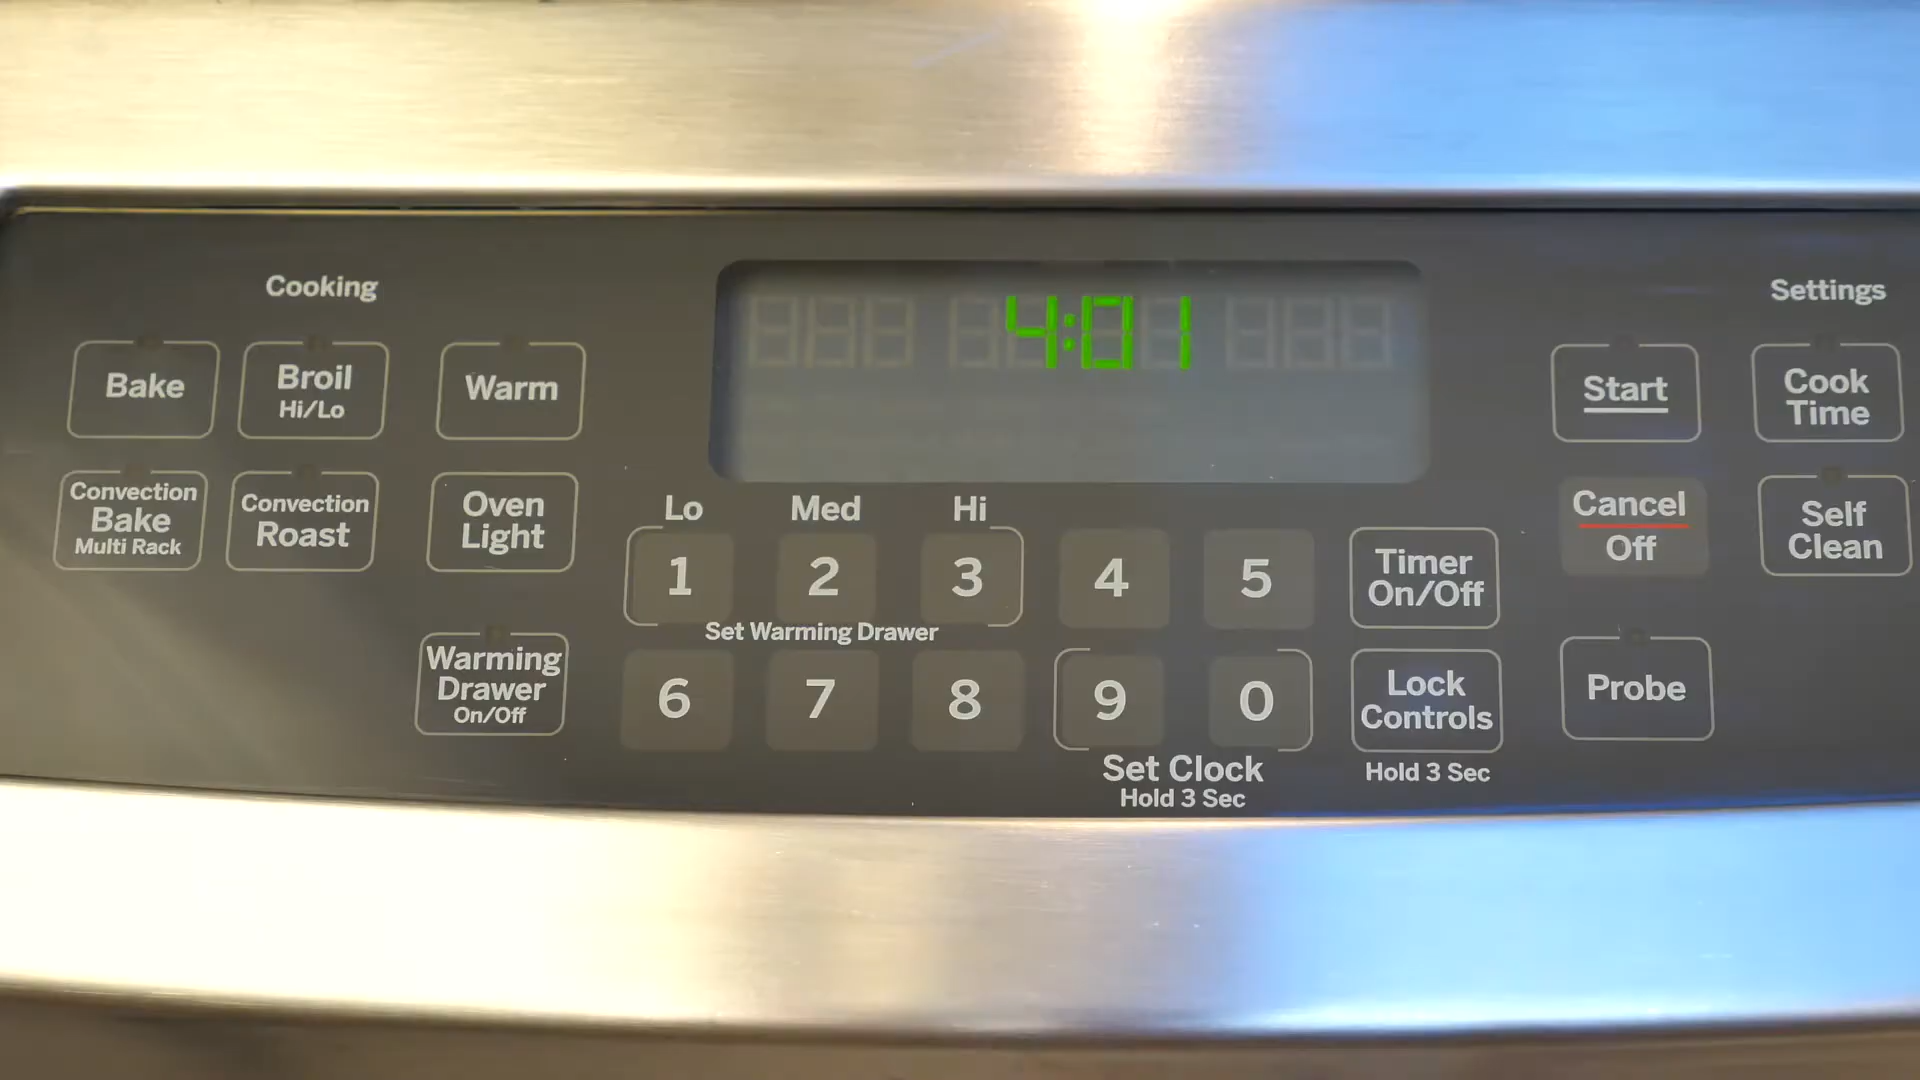 4:01
Cooking
Settings
Bake
Broil
Hi/Lo
Warm
Start
Cook
Time
Convection
Bake
Multi Rack
Convection
Roast
Oven
Light
Cancel
Off
Self
Clean
Lo Med Hi
1 2 3 4 5
Set Warming Drawer
Timer
On/Off
Warming
Drawer
On/Off
6 7 8 9 0
Set Clock
Hold 3 Sec
Lock
Controls
Hold 3 Sec
Probe